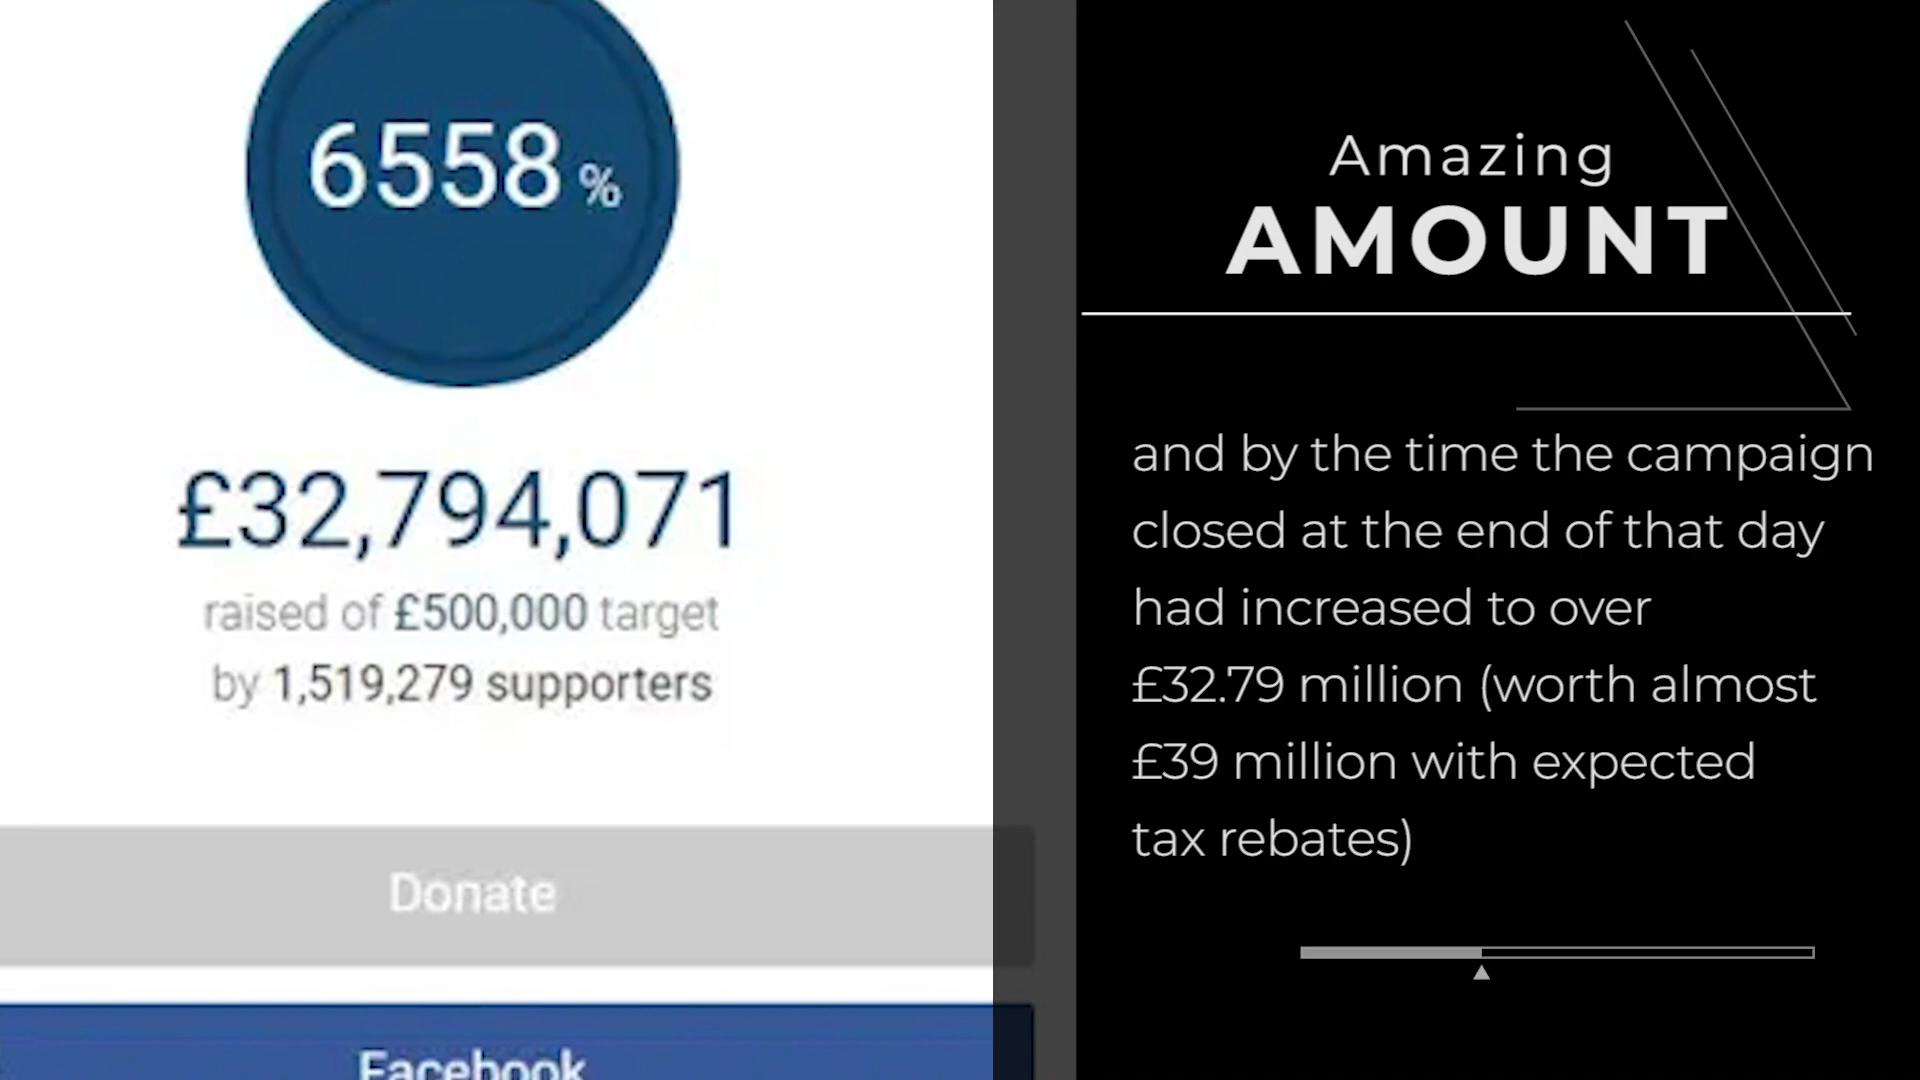 6558 %
£32,794,071
raised of £500,000 target
by 1,519,279 supporters
Donate
Facebook
Amazing
AMOUNT
and by the time the campaign
closed at the end of that day
had increased to over
£32.79 million (worth almost
£39 million with expected
tax rebates)